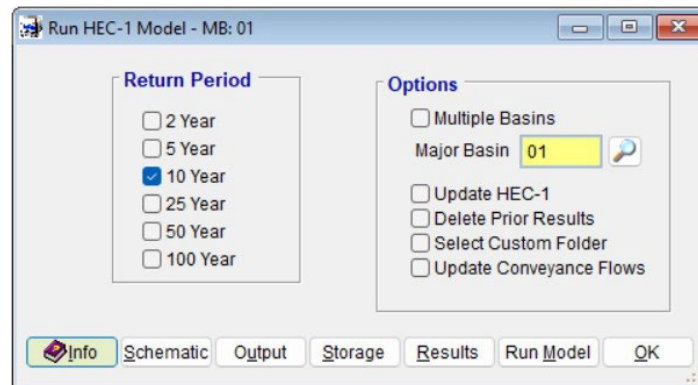 Run HEC-1 Model - MB: 01
Return Period
2 Year
5 Year
10 Year
25 Year
50 Year
100 Year
Options
Multiple Basins
Major Basin 01
Update HEC-1
Delete Prior Results
Select Custom Folder
Update Conveyance Flows
Info Schematic Output Storage Results Run Model OK